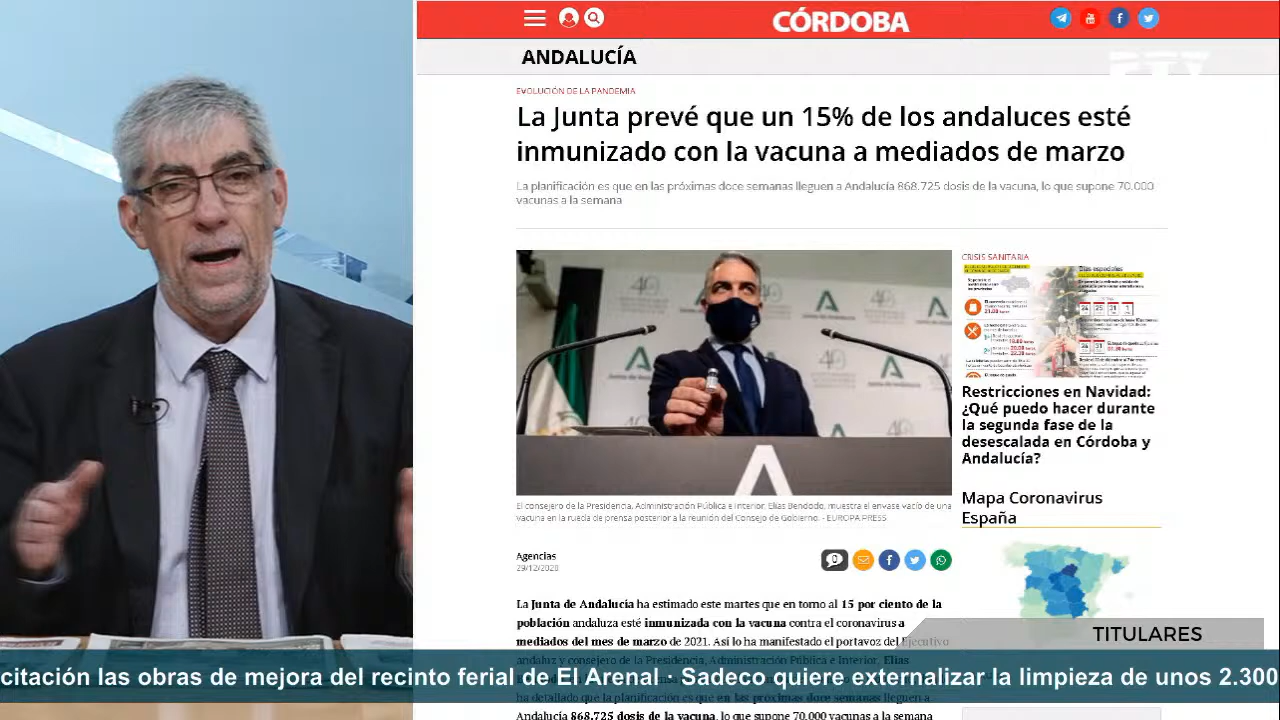 CÓRDOBA
ANDALUCÍA
PTV
EVOLUCIÓN DE LA PANDEMIA
La Junta prevé que un 15% de los andaluces esté
inmunizado con la vacuna a mediados de marzo
La planificación es que en las próximas doce semanas lleguen a Andalucía 868.725 dosis de la vacuna, lo que supone 70.000
vacunas a la semana
CRISIS SANITARIA
Restricciones en Navidad:
¿Qué puedo hacer durante
la segunda fase de la
desescalada en Córdoba y
Andalucía?
Mapa Coronavirus
España
El consejero de la Presidencia, Administración Pública e Interior, Elías Bendodo, muestra el envase vacío de una
vacuna en la rueda de prensa posterior a la reunión del Consejo de Gobierno. - EUROPA PRESS
Agencias
29/12/2020
0
La Junta de Andalucía ha estimado este martes que en torno al 15 por ciento de la
población andaluza esté inmunizada con la vacuna contra el coronavirus a
mediados del mes de marzo de 2021. Así lo ha manifestado el portavoz del Ejecutivo
andaluz y consejero de la Presidencia, Administración Pública e Interior, Elías
TITULARES
citación las obras de mejora del recinto ferial de El Arenal · Sadeco quiere externalizar la limpieza de unos 2.300
ha detallado que la planificación es que en las próximas doce semanas lleguen a
Andalucía 868.725 dosis de la vacuna, lo que supone 70.000 vacunas a la semana